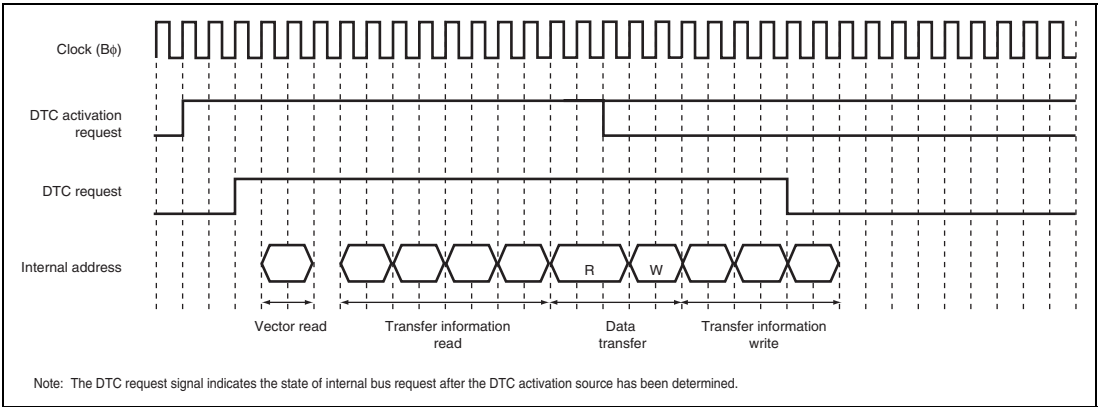 Clock (Bφ)
DTC activation
request
DTC request
Internal address
R
W
Vector read
Transfer information
read
Data
transfer
Transfer information
write
Note: The DTC request signal indicates the state of internal bus request after the DTC activation source has been determined.